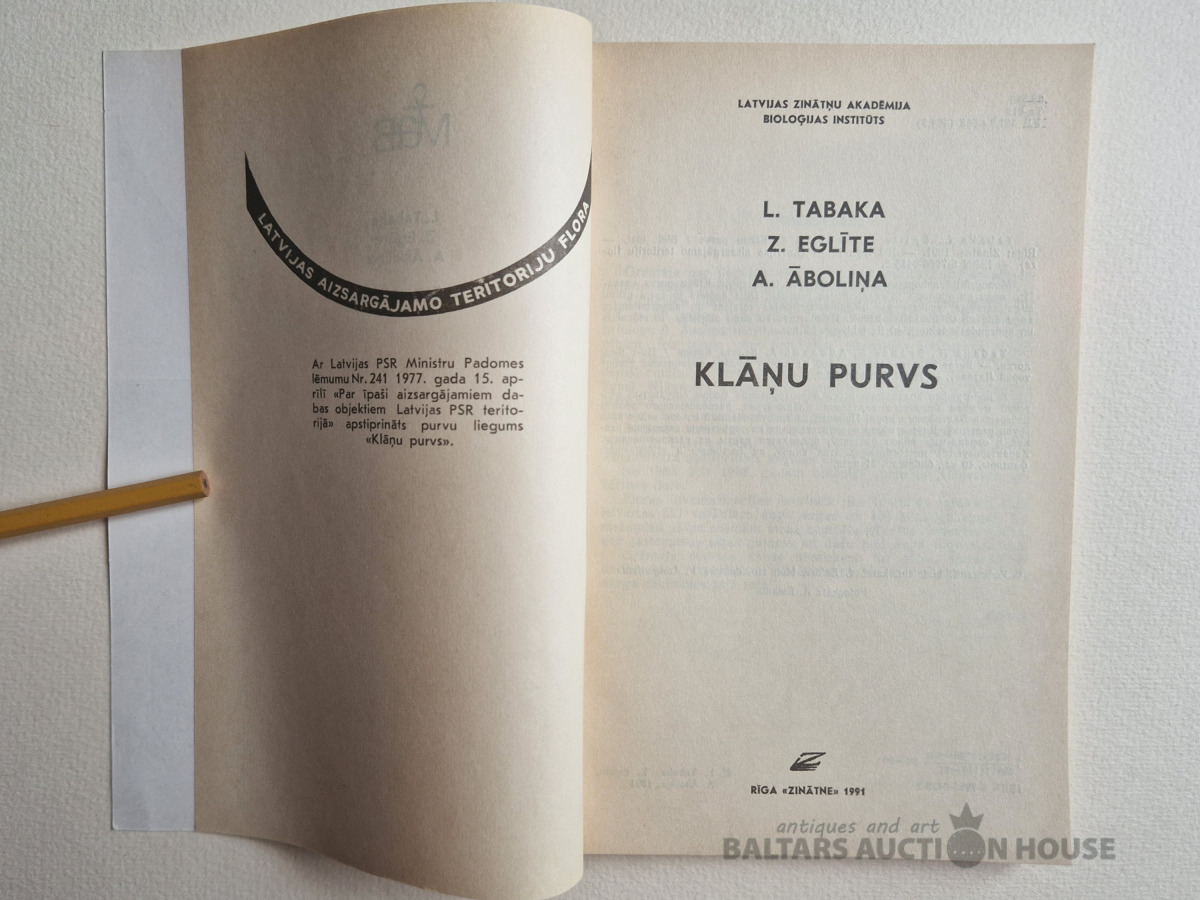 LATVIJAS AIZSARGĀJAMO TERITORIJU FLORA
Ar Latvijas PSR Ministru Padomes
lēmumu Nr. 241 1977. gada 15. ap-
rīlī «Par īpaši aizsargājamiem da-
bas objektiem Latvijas PSR terito-
rijā» apstiprināts purvu liegums
«Klāņu purvs».
LATVIJAS ZINĀTŅU AKADĒMIJA
BIOLOĢIJAS INSTITŪTS
L. TABAKA
Z. EGLĪTE
A. ĀBOLIŅA
KLĀŅU PURVS
RĪGA «ZINĀTNE» 1991
antiques and art
BALTARS AUCTION HOUSE